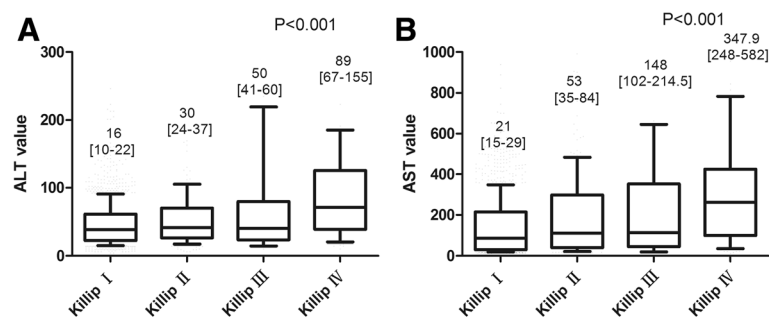 A
P<0.001
ALT value
300
200
100
0
16
[10-22]
30
[24-37]
50
[41-60]
89
[67-155]
Killip Ⅰ
Killip Ⅱ
Killip Ⅲ
Killip Ⅳ
B
P<0.001
AST value
1000
800
600
400
200
0
21
[15-29]
53
[35-84]
148
[102-214.5]
347.9
[248-582]
Killip Ⅰ
Killip Ⅱ
Killip Ⅲ
Killip Ⅳ